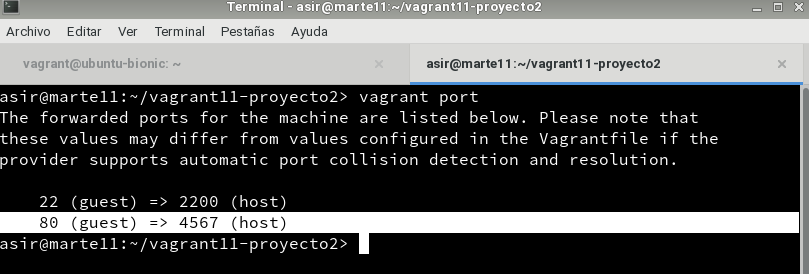 Terminal - asir@marte11:~/vagrant11-proyecto2
Archivo Editar Ver Terminal Pestañas Ayuda
vagrant@ubuntu-bionic: ~ × asir@marte11:~/vagrant11-proyecto2 ×
asir@marte11:~/vagrant11-proyecto2> vagrant port
The forwarded ports for the machine are listed below. Please note that
these values may differ from values configured in the Vagrantfile if the
provider supports automatic port collision detection and resolution.
22 (guest) => 2200 (host)
80 (guest) => 4567 (host)
asir@marte11:~/vagrant11-proyecto2>